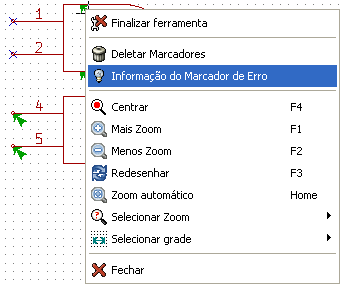 1
Finalizar ferramenta
2
Deletar Marcadores
Informação do Marcador de Erro
4
Centrar F4
Mais Zoom F1
5
Menos Zoom F2
Redesenhar F3
Zoom automático Home
Selecionar Zoom
Selecionar grade
Fechar